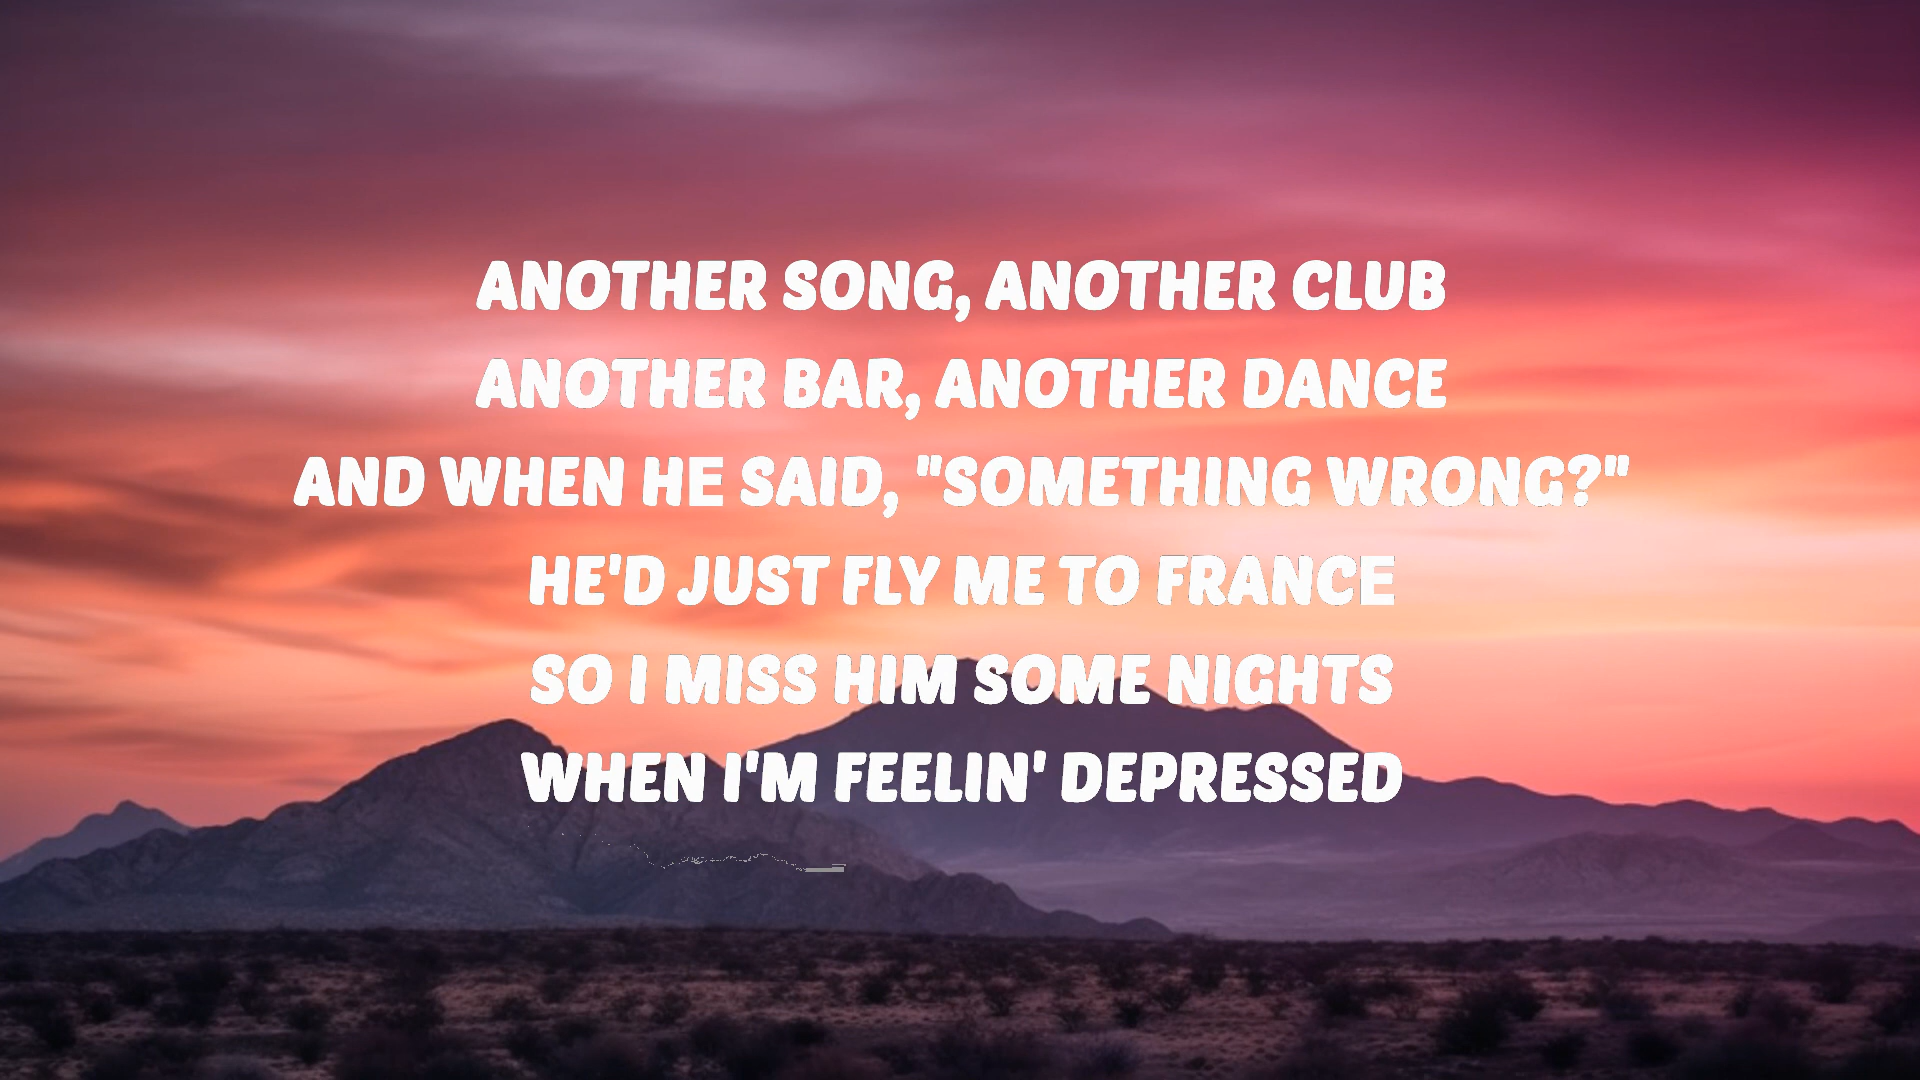 ANOTHER SONG, ANOTHER CLUB
ANOTHER BAR, ANOTHER DANCE
AND WHEN HE SAID, "SOMETHING WRONG?"
HE'D JUST FLY ME TO FRANCE
SO I MISS HIM SOME NIGHTS
WHEN I'M FEELIN' DEPRESSED